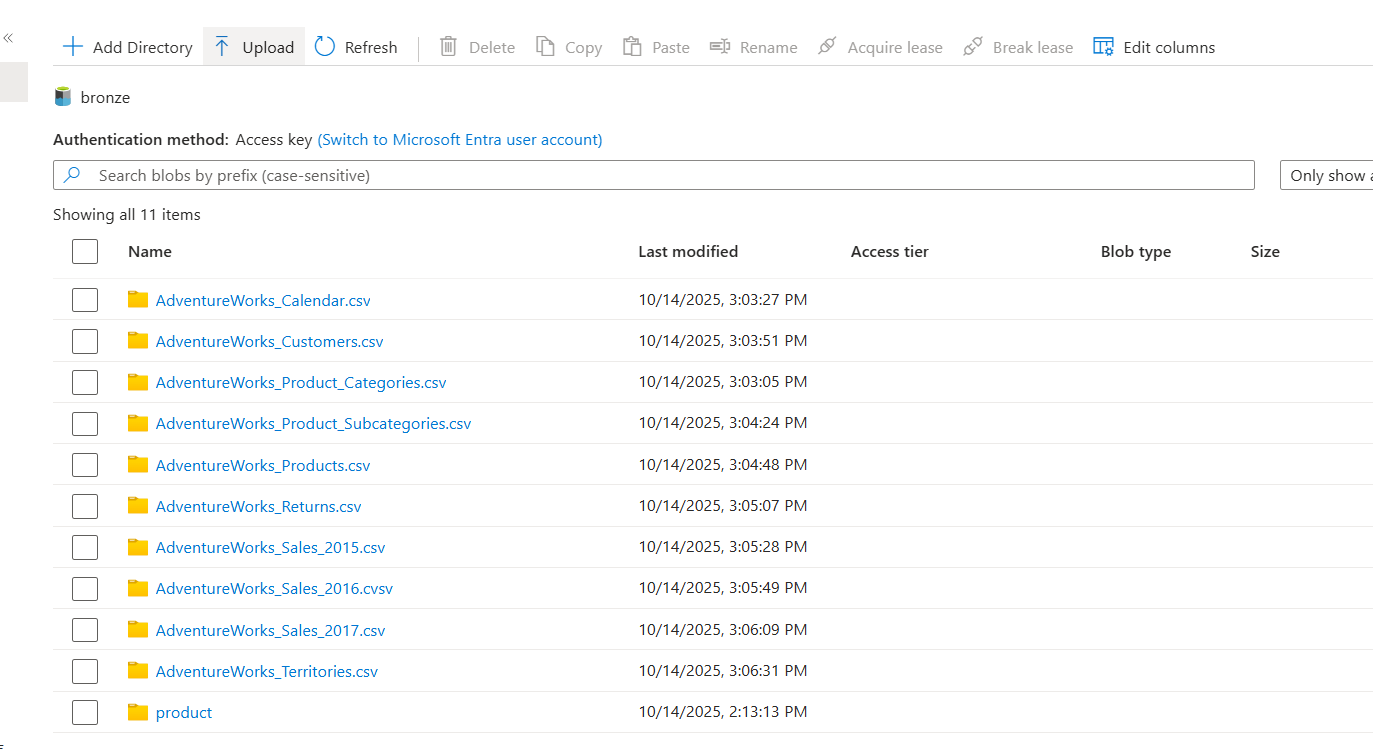 «
Add Directory Upload Refresh Delete Copy Paste Rename Acquire lease Break lease Edit columns
bronze
Authentication method: Access key (Switch to Microsoft Entra user account)
Search blobs by prefix (case-sensitive) Only show
Showing all 11 items
Name Last modified Access tier Blob type Size
AdventureWorks_Calendar.csv 10/14/2025, 3:03:27 PM
AdventureWorks_Customers.csv 10/14/2025, 3:03:51 PM
AdventureWorks_Product_Categories.csv 10/14/2025, 3:03:05 PM
AdventureWorks_Product_Subcategories.csv 10/14/2025, 3:04:24 PM
AdventureWorks_Products.csv 10/14/2025, 3:04:48 PM
AdventureWorks_Returns.csv 10/14/2025, 3:05:07 PM
AdventureWorks_Sales_2015.csv 10/14/2025, 3:05:28 PM
AdventureWorks_Sales_2016.cvsv 10/14/2025, 3:05:49 PM
AdventureWorks_Sales_2017.csv 10/14/2025, 3:06:09 PM
AdventureWorks_Territories.csv 10/14/2025, 3:06:31 PM
product 10/14/2025, 2:13:13 PM